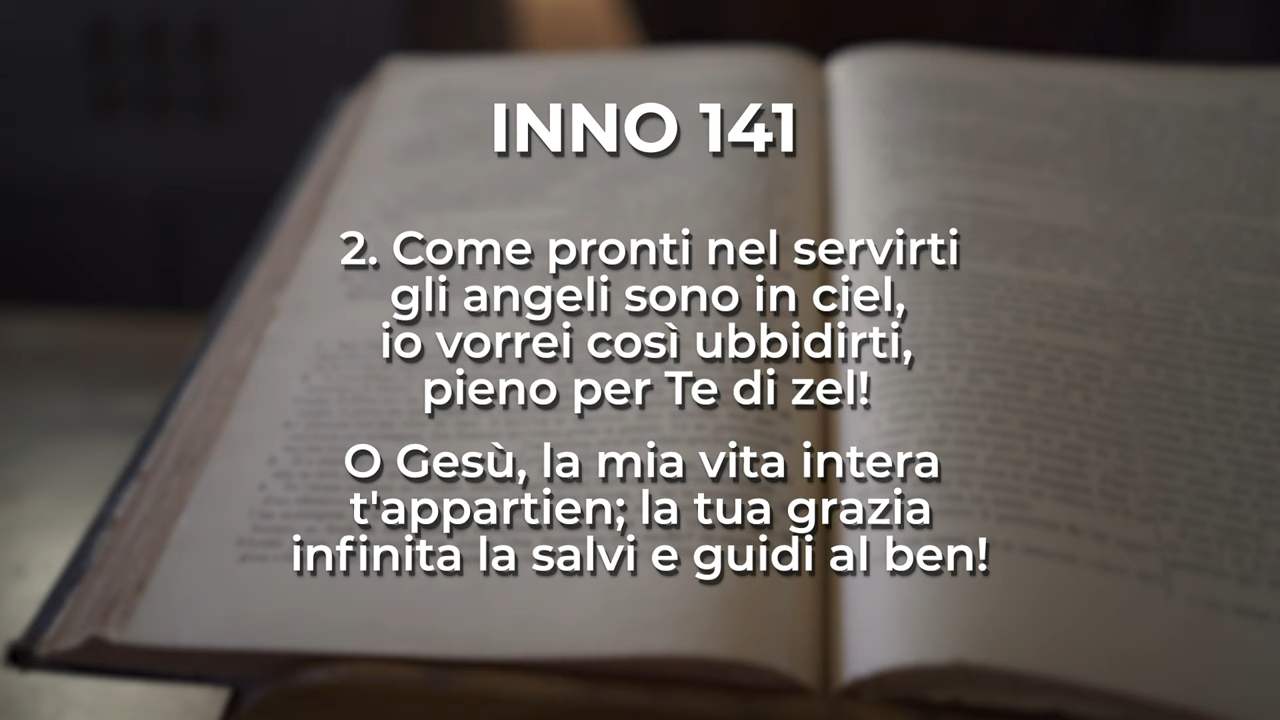 INNO 141
2. Come pronti nel servirti
gli angeli sono in ciel,
io vorrei così ubbidirti,
pieno per Te di zel!
O Gesù, la mia vita intera
t'appartien; la tua grazia
infinita la salvi e guidi al ben!